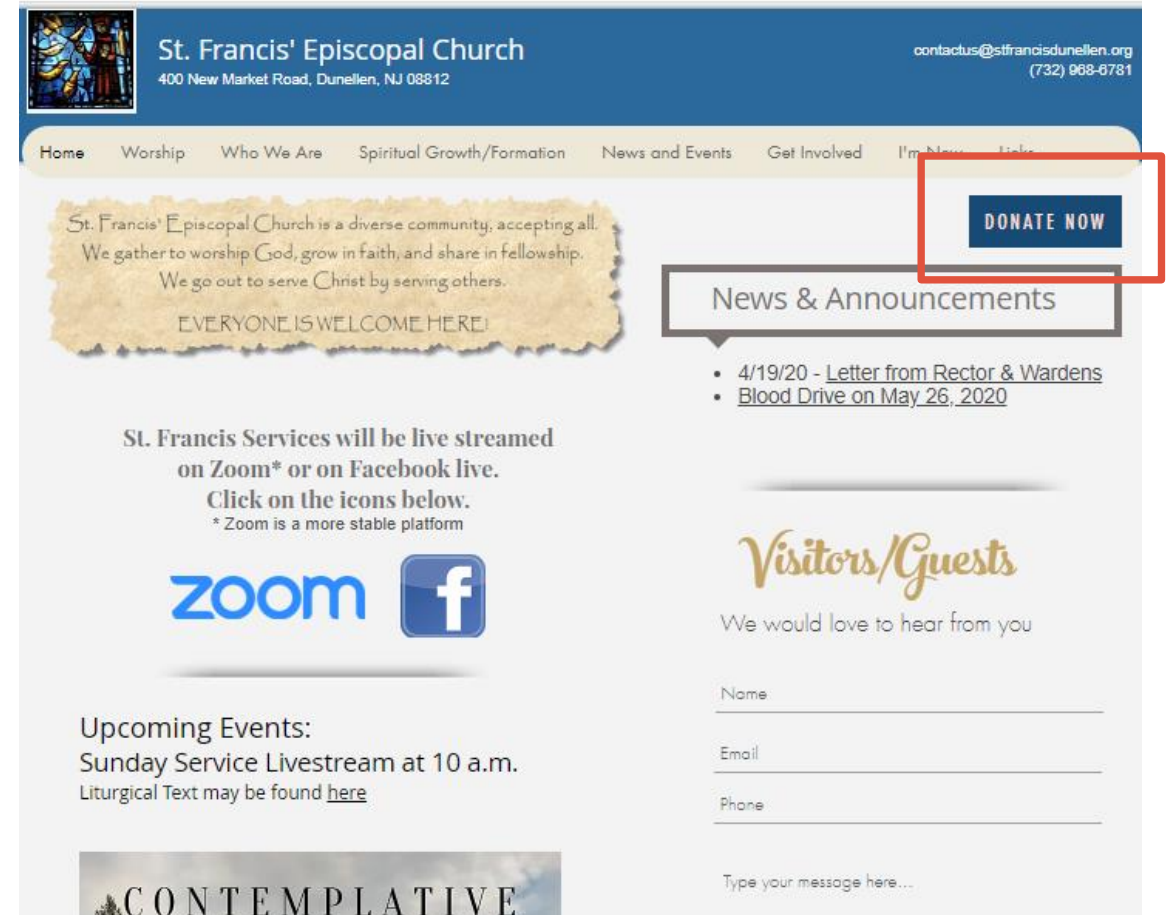 St. Francis' Episcopal Church
400 New Market Road, Dunellen, NJ 08812
contactus@stfrancisdunellen.org
(732) 968-6781
Home Worship Who We Are Spiritual Growth/Formation News and Events Get Involved I'm New Links
St. Francis' Episcopal Church is a diverse community, accepting all.
We gather to worship God, grow in faith, and share in fellowship.
We go out to serve Christ by serving others.
EVERYONE IS WELCOME HERE!
DONATE NOW
News & Announcements
• 4/19/20 - Letter from Rector & Wardens
• Blood Drive on May 26, 2020
St. Francis Services will be live streamed
on Zoom* or on Facebook live.
Click on the icons below.
* Zoom is a more stable platform
zoom f
Upcoming Events:
Sunday Service Livestream at 10 a.m.
Liturgical Text may be found here
CONTEMPLATIVE
Visitors/Guests
We would love to hear from you
Name
Email
Phone
Type your message here...